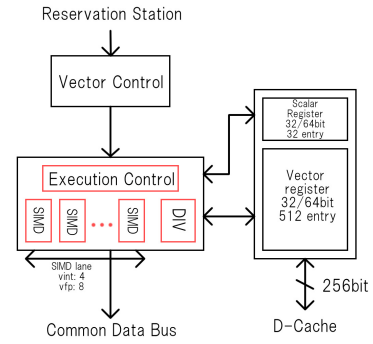 Reservation Station
Vector Control
Scalar
Register
32/64bit
32 entry
Execution Control
Vector
register
32/64bit
512 entry
SIMD
SIMD
...
SIMD
DIV
SIMD lane
vint: 4
vfp: 8
256bit
Common Data Bus
D-Cache